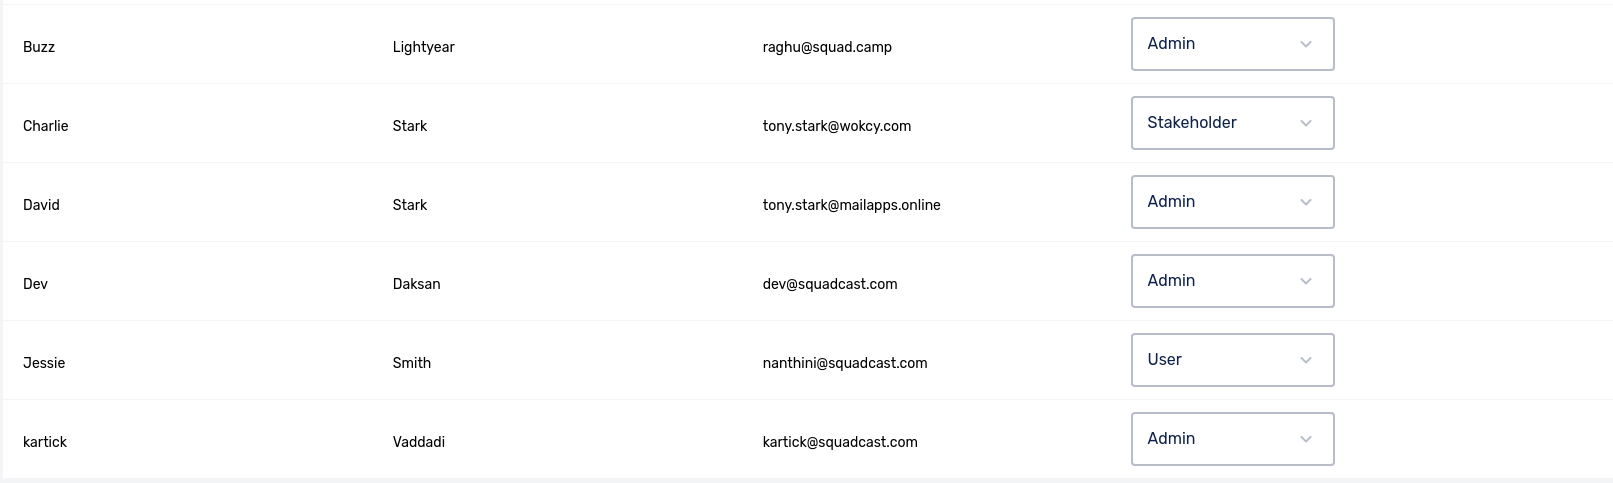 Buzz Lightyear raghu@squad.camp Admin
Charlie Stark tony.stark@wokcy.com Stakeholder
David Stark tony.stark@mailapps.online Admin
Dev Daksan dev@squadcast.com Admin
Jessie Smith nanthini@squadcast.com User
kartick Vaddadi kartick@squadcast.com Admin